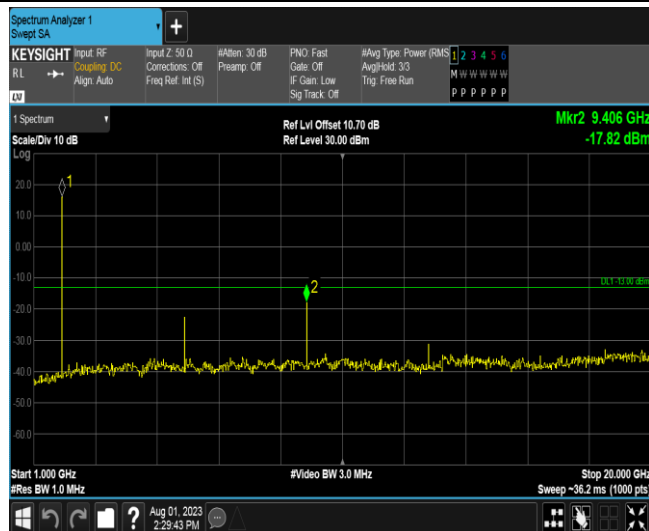 Spectrum Analyzer 1
Swept SA
+
KEYSIGHT Input: RF Input Z: 50 Ω #Atten: 30 dB PNO: Fast #Avg Type: Power (RMS 1 2 3 4 5 6
RL Coupling: DC Corrections: Off Preamp: Off Gate: Off Avg|Hold: 3/3 M W W W W W
Align: Auto Freq Ref: Int (S) IF Gain: Low Trig: Free Run P P P P P P
Sig Track: Off
LXI
1 Spectrum Ref Lvl Offset 10.70 dB Mkr2 9.406 GHz
Scale/Div 10 dB Ref Level 30.00 dBm -17.82 dBm
Log
1
20.0
10.0
0.00
-10.0
DL1 -13.00 dBm
2
-20.0
-30.0
-40.0
-50.0
-60.0
Start 1.000 GHz #Video BW 3.0 MHz Stop 20.000 GHz
#Res BW 1.0 MHz Sweep ~36.2 ms (1000 pts)
? Aug 01, 2023
2:29:43 PM